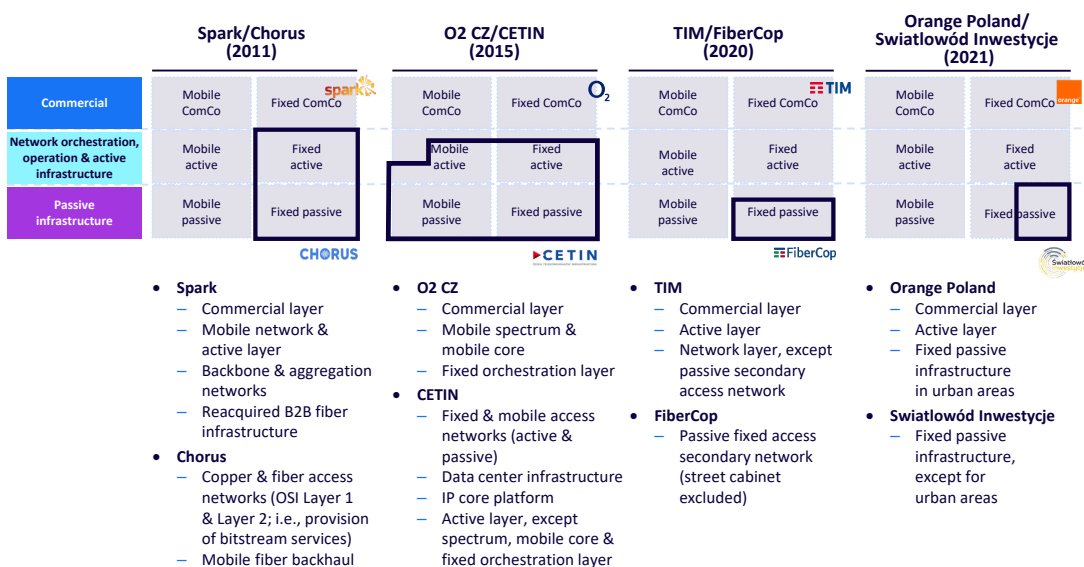 Spark/Chorus
(2011)
O2 CZ/CETIN
(2015)
TIM/FiberCop
(2020)
Orange Poland/
Swiatlowód Inwestycje
(2021)
Commercial
Mobile
ComCo
Fixed ComCo
spark
Mobile
ComCo
Fixed ComCo
O2
Mobile
ComCo
Fixed ComCo
TIM
Mobile
ComCo
Fixed ComCo
orange
Network orchestration,
operation & active
infrastructure
Mobile
active
Fixed
active
Mobile
active
Fixed
active
Mobile
active
Fixed
active
Mobile
active
Fixed
active
Passive
infrastructure
Mobile
passive
Fixed passive
Mobile
passive
Fixed passive
Mobile
passive
Fixed passive
Mobile
passive
Fixed passive
CHORUS
CETIN
FiberCop
Światłowó
Inwestycje
• Spark
– Commercial layer
– Mobile network &
active layer
– Backbone & aggregation
networks
– Reacquired B2B fiber
infrastructure
• Chorus
– Copper & fiber access
networks (OSI Layer 1
& Layer 2; i.e., provision
of bitstream services)
– Mobile fiber backhaul
• O2 CZ
– Commercial layer
– Mobile spectrum &
mobile core
– Fixed orchestration layer
• CETIN
– Fixed & mobile access
networks (active &
passive)
– Data center infrastructure
– IP core platform
– Active layer, except
spectrum, mobile core &
fixed orchestration layer
• TIM
– Commercial layer
– Active layer
– Network layer, except
passive secondary
access network
• FiberCop
– Passive fixed access
secondary network
(street cabinet
excluded)
• Orange Poland
– Commercial layer
– Active layer
– Fixed passive
infrastructure
in urban areas
• Swiatlowód Inwestycje
– Fixed passive
infrastructure,
except for
urban areas